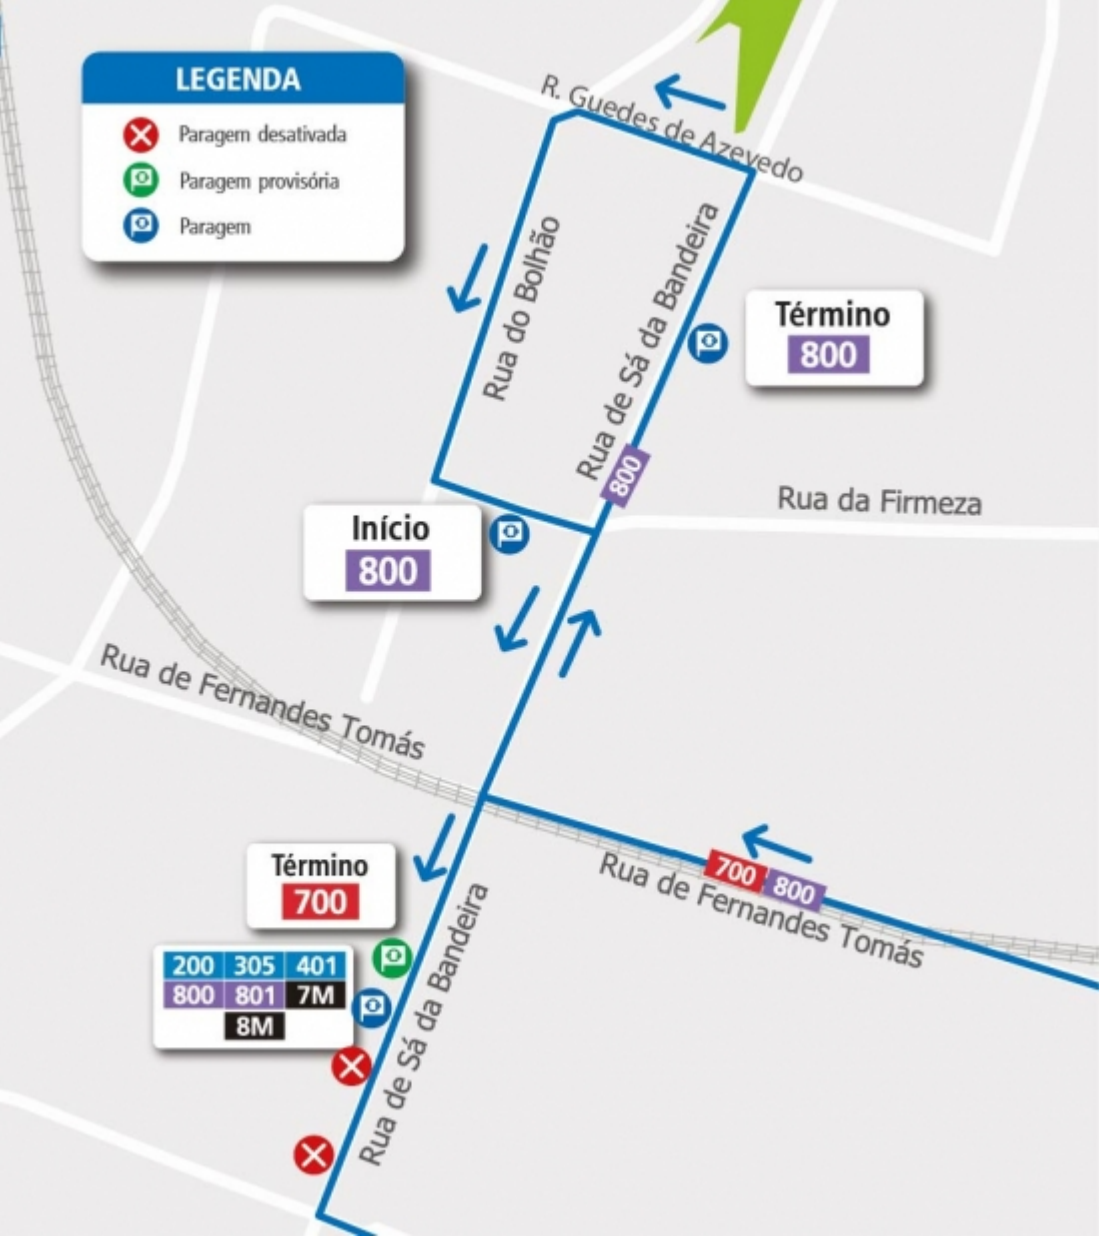 LEGENDA
Paragem desativada
Paragem provisória
Paragem
R. Guedes de Azevedo
Rua do Bolhão
Rua de Sá da Bandeira
Término
800
800
Rua da Firmeza
Início
800
Rua de Fernandes Tomás
700 800
Rua de Fernandes Tomás
Término
700
200 305 401
800 801 7M
8M
Rua de Sá da Bandeira